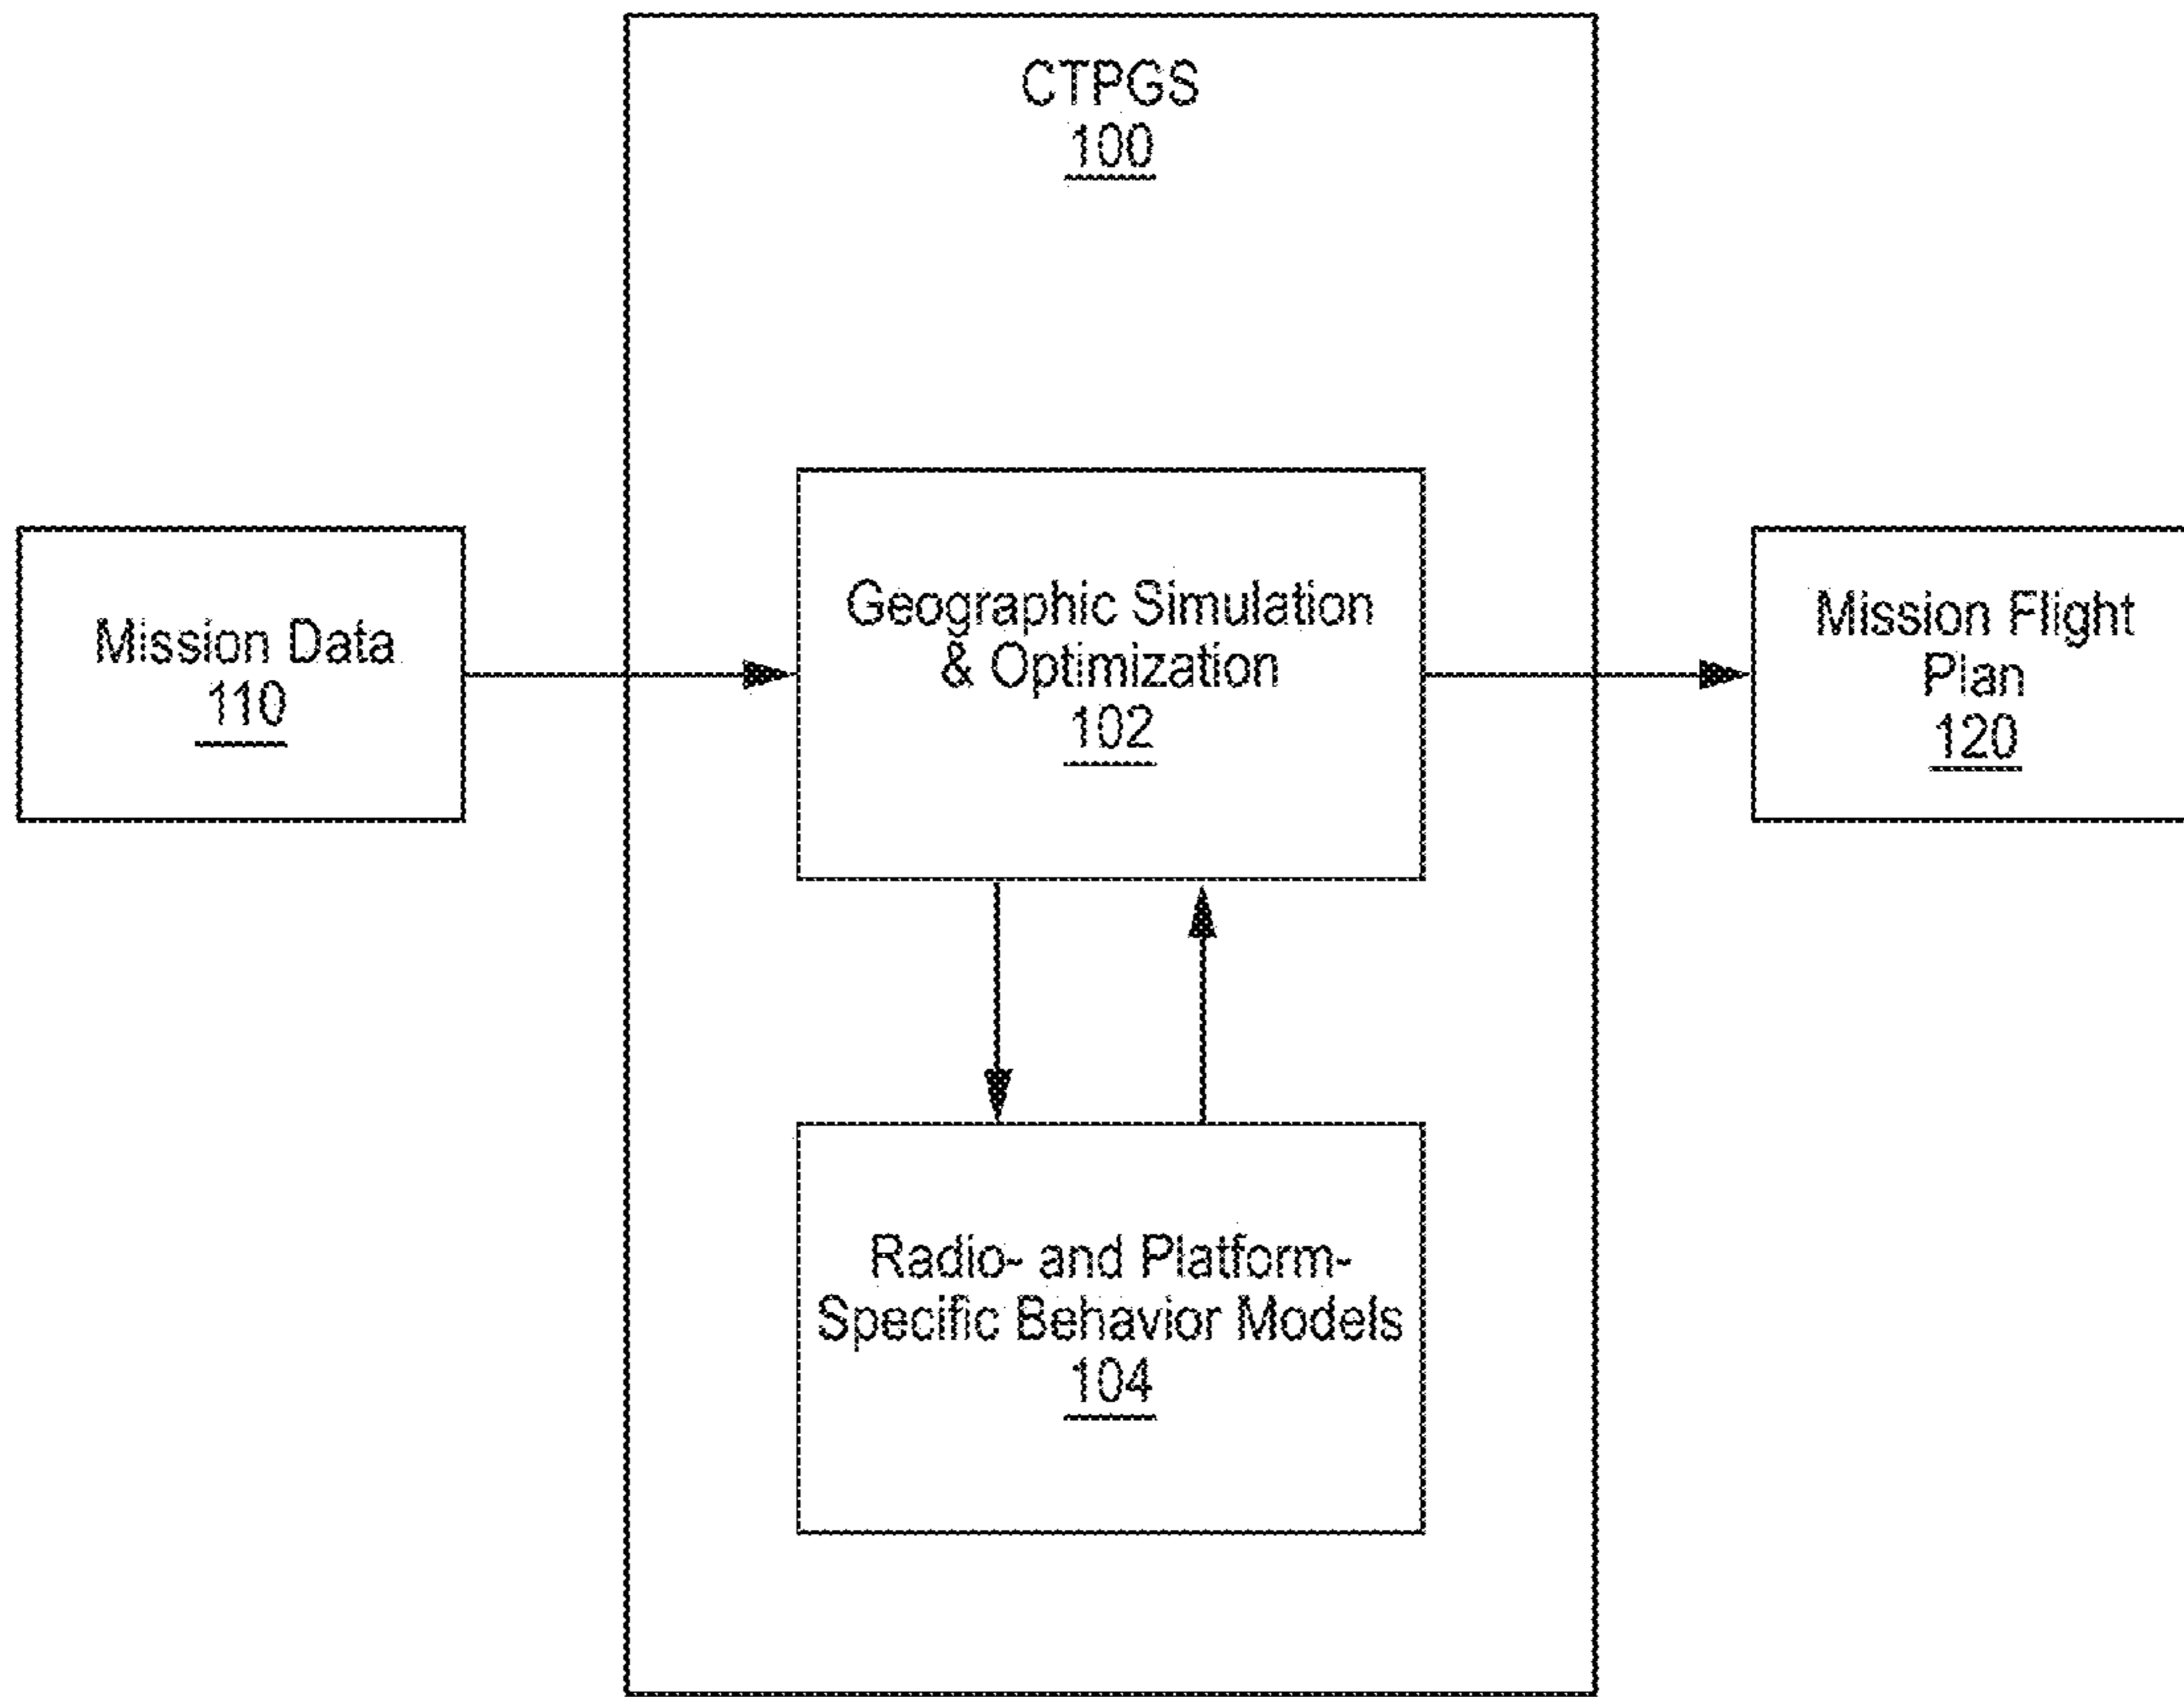 CTPGS
100
Mission Data
110
Geographic Simulation
& Optimization
102
Mission Flight
Plan
120
Radio- and Platform-
Specific Behavior Models
104